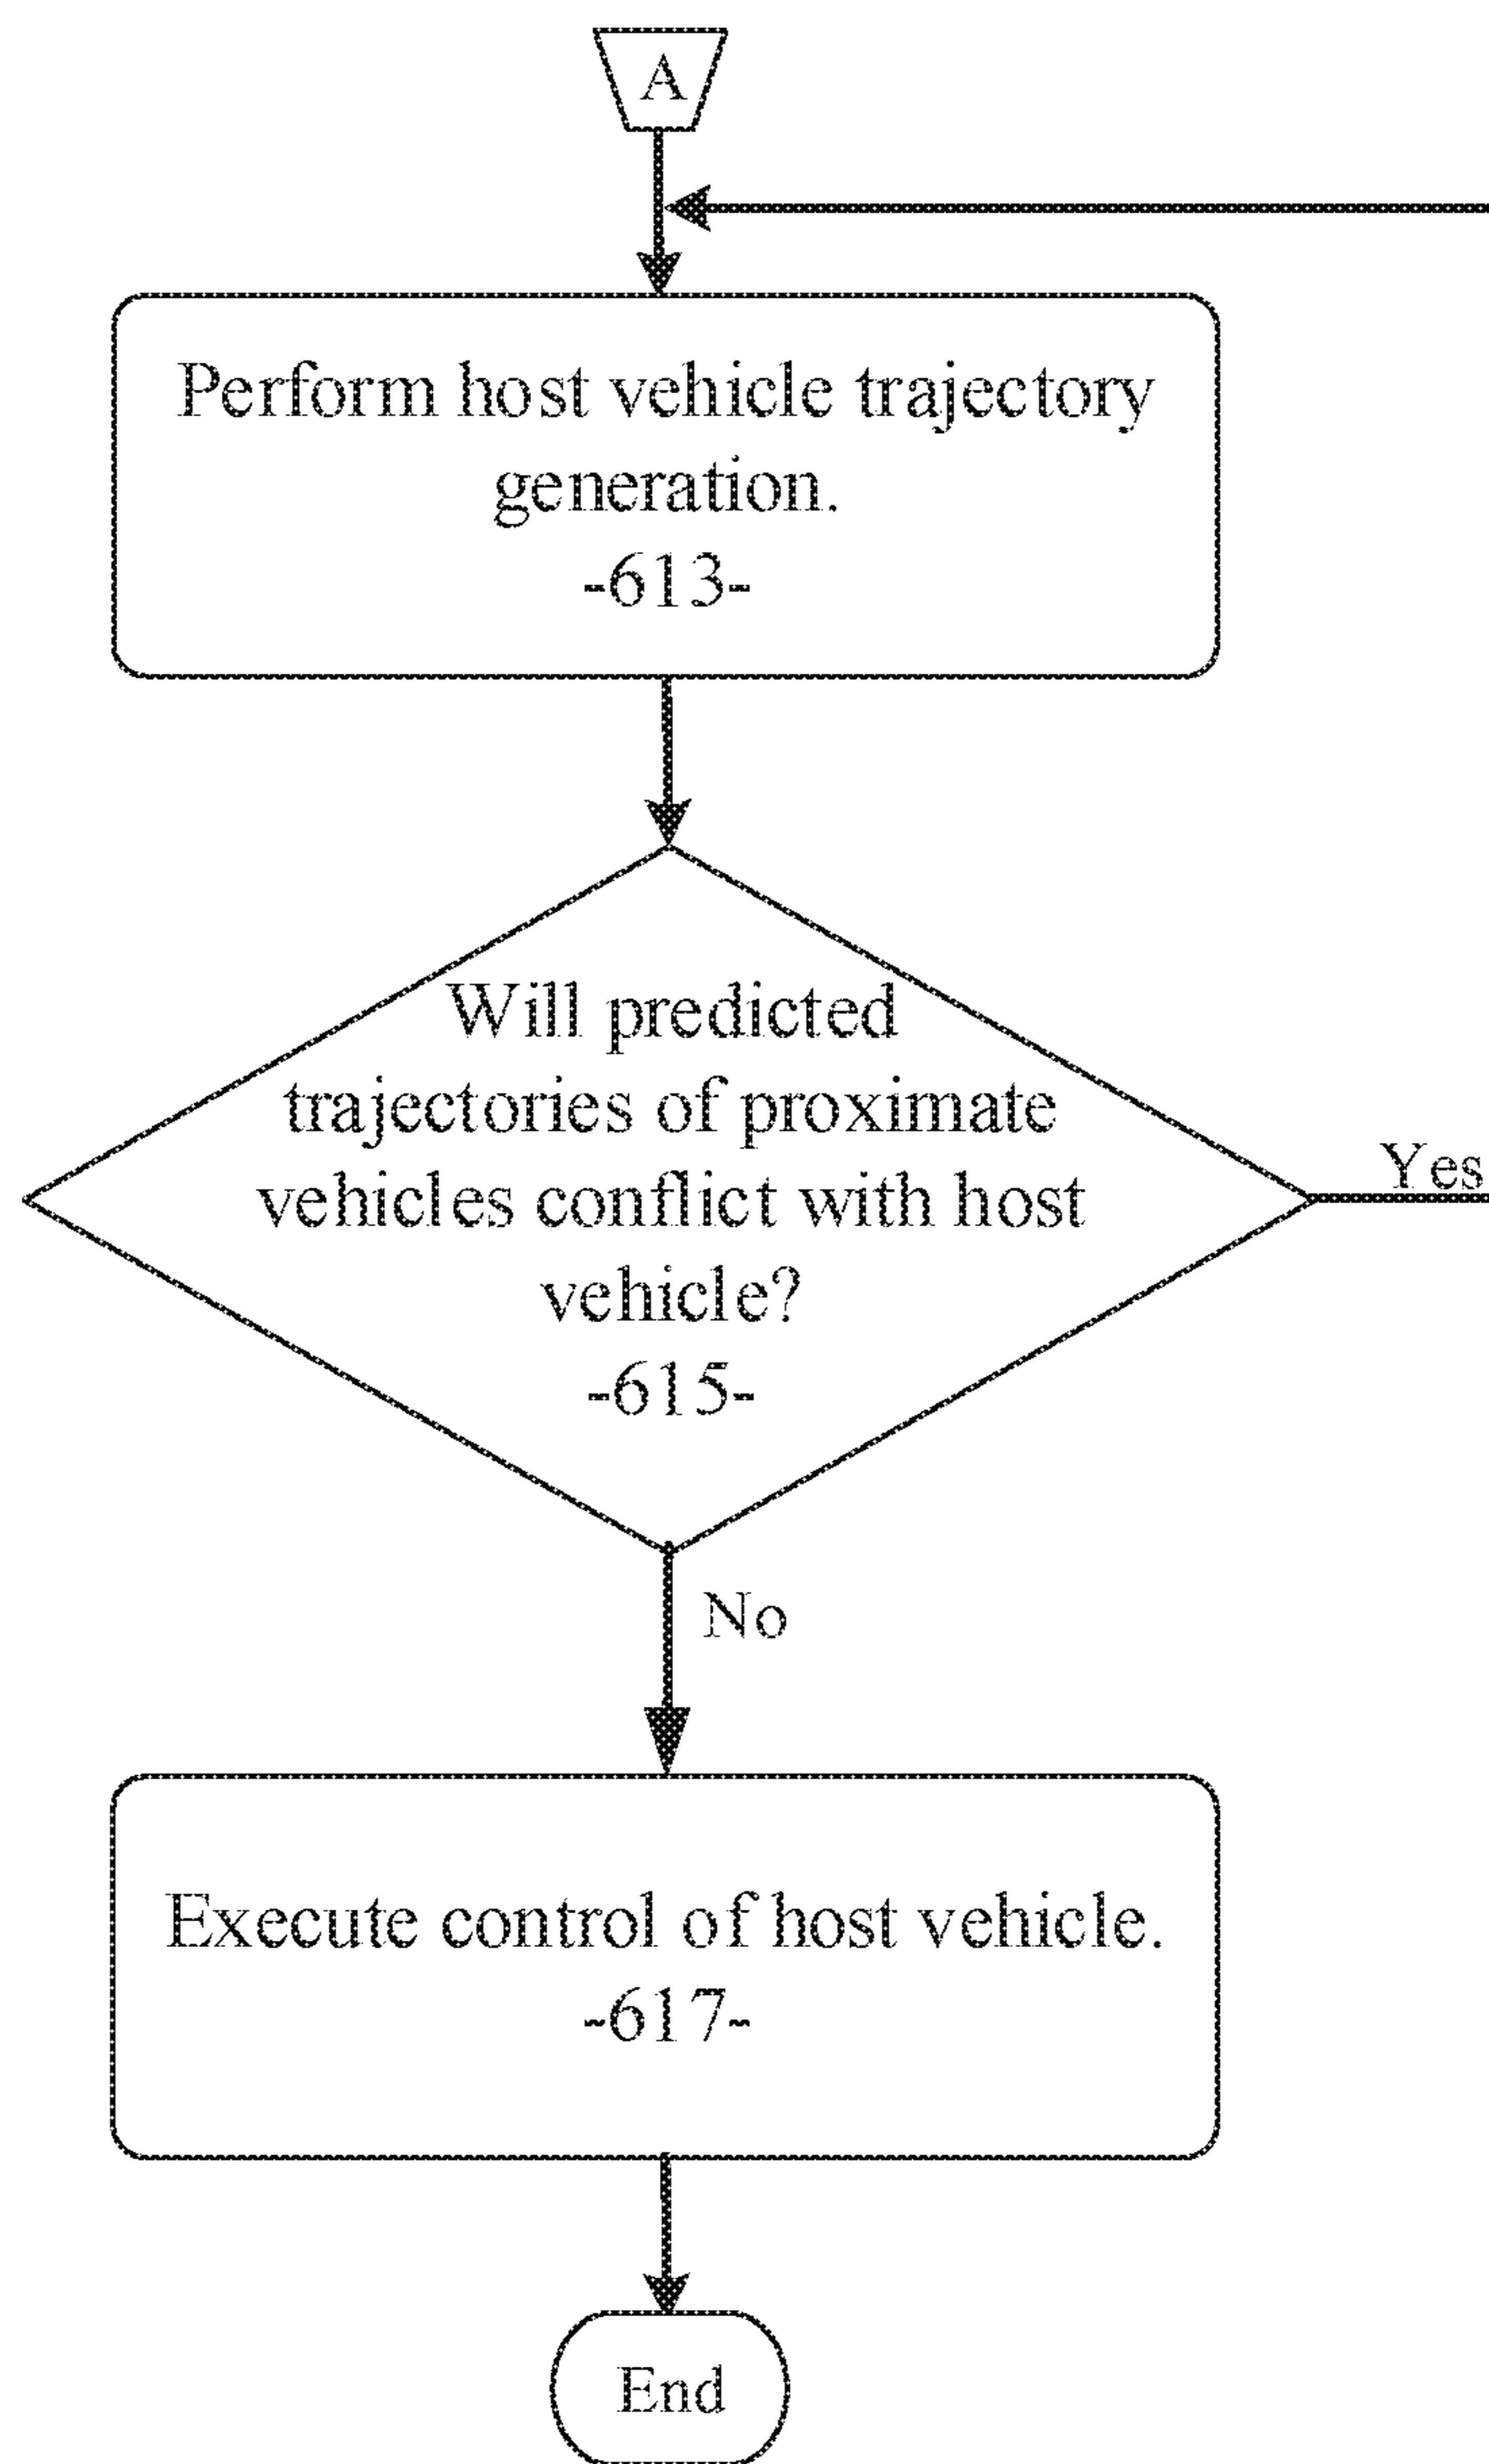 A
Perform host vehicle trajectory
generation.
-613-
Will predicted
trajectories of proximate
vehicles conflict with host
vehicle?
-615-
Yes
No
Execute control of host vehicle.
-617-
End